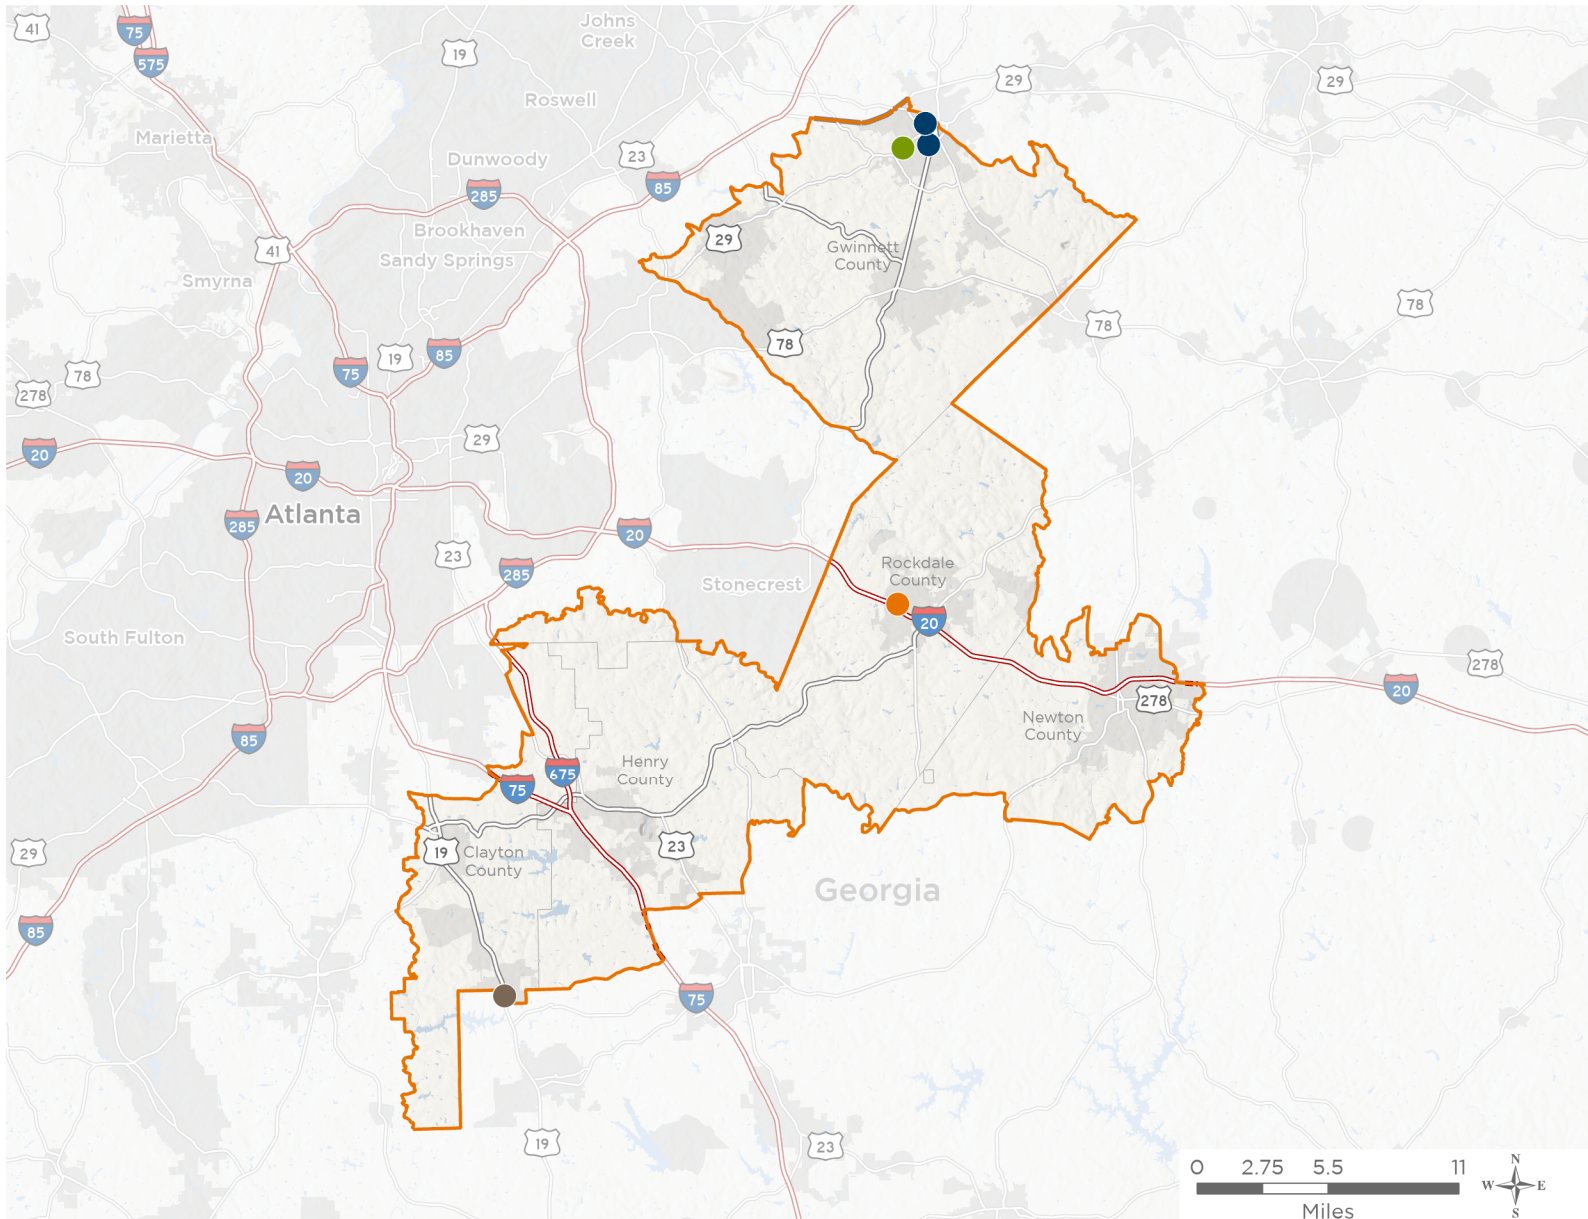 41
75
575
19
Johns
Creek
29
29
Roswell
Marietta
Dunwoody
23
85
285
Brookhaven
41
Sandy Springs
29
Gwinnett
County
Smyrna
78
78
78
19
85
75
78
278
29
20
20
Atlanta
285
20
23
285
Stonecrest
Rockdale
County
20
South Fulton
278
20
278
Newton
County
85
Henry
County
675
75
29
19
Clayton
County
23
Georgia
85
75
19
23
0 2.75 5.5 11
Miles
N
W E
S